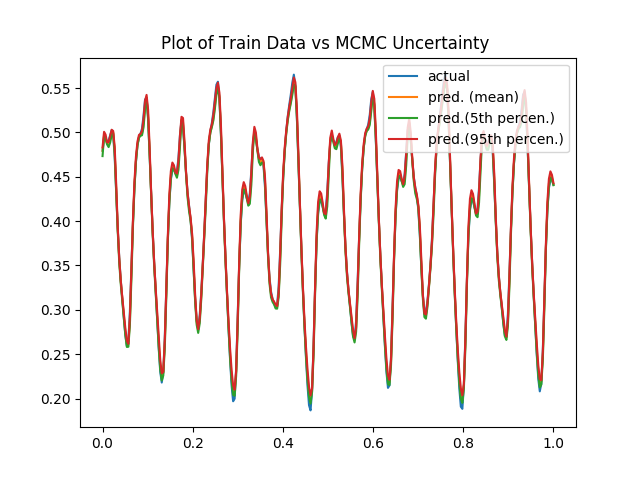 Plot of Train Data vs MCMC Uncertainty
actual
pred. (mean)
pred.(5th percen.)
pred.(95th percen.)
0.55
0.50
0.45
0.40
0.35
0.30
0.25
0.20
0.0 0.2 0.4 0.6 0.8 1.0